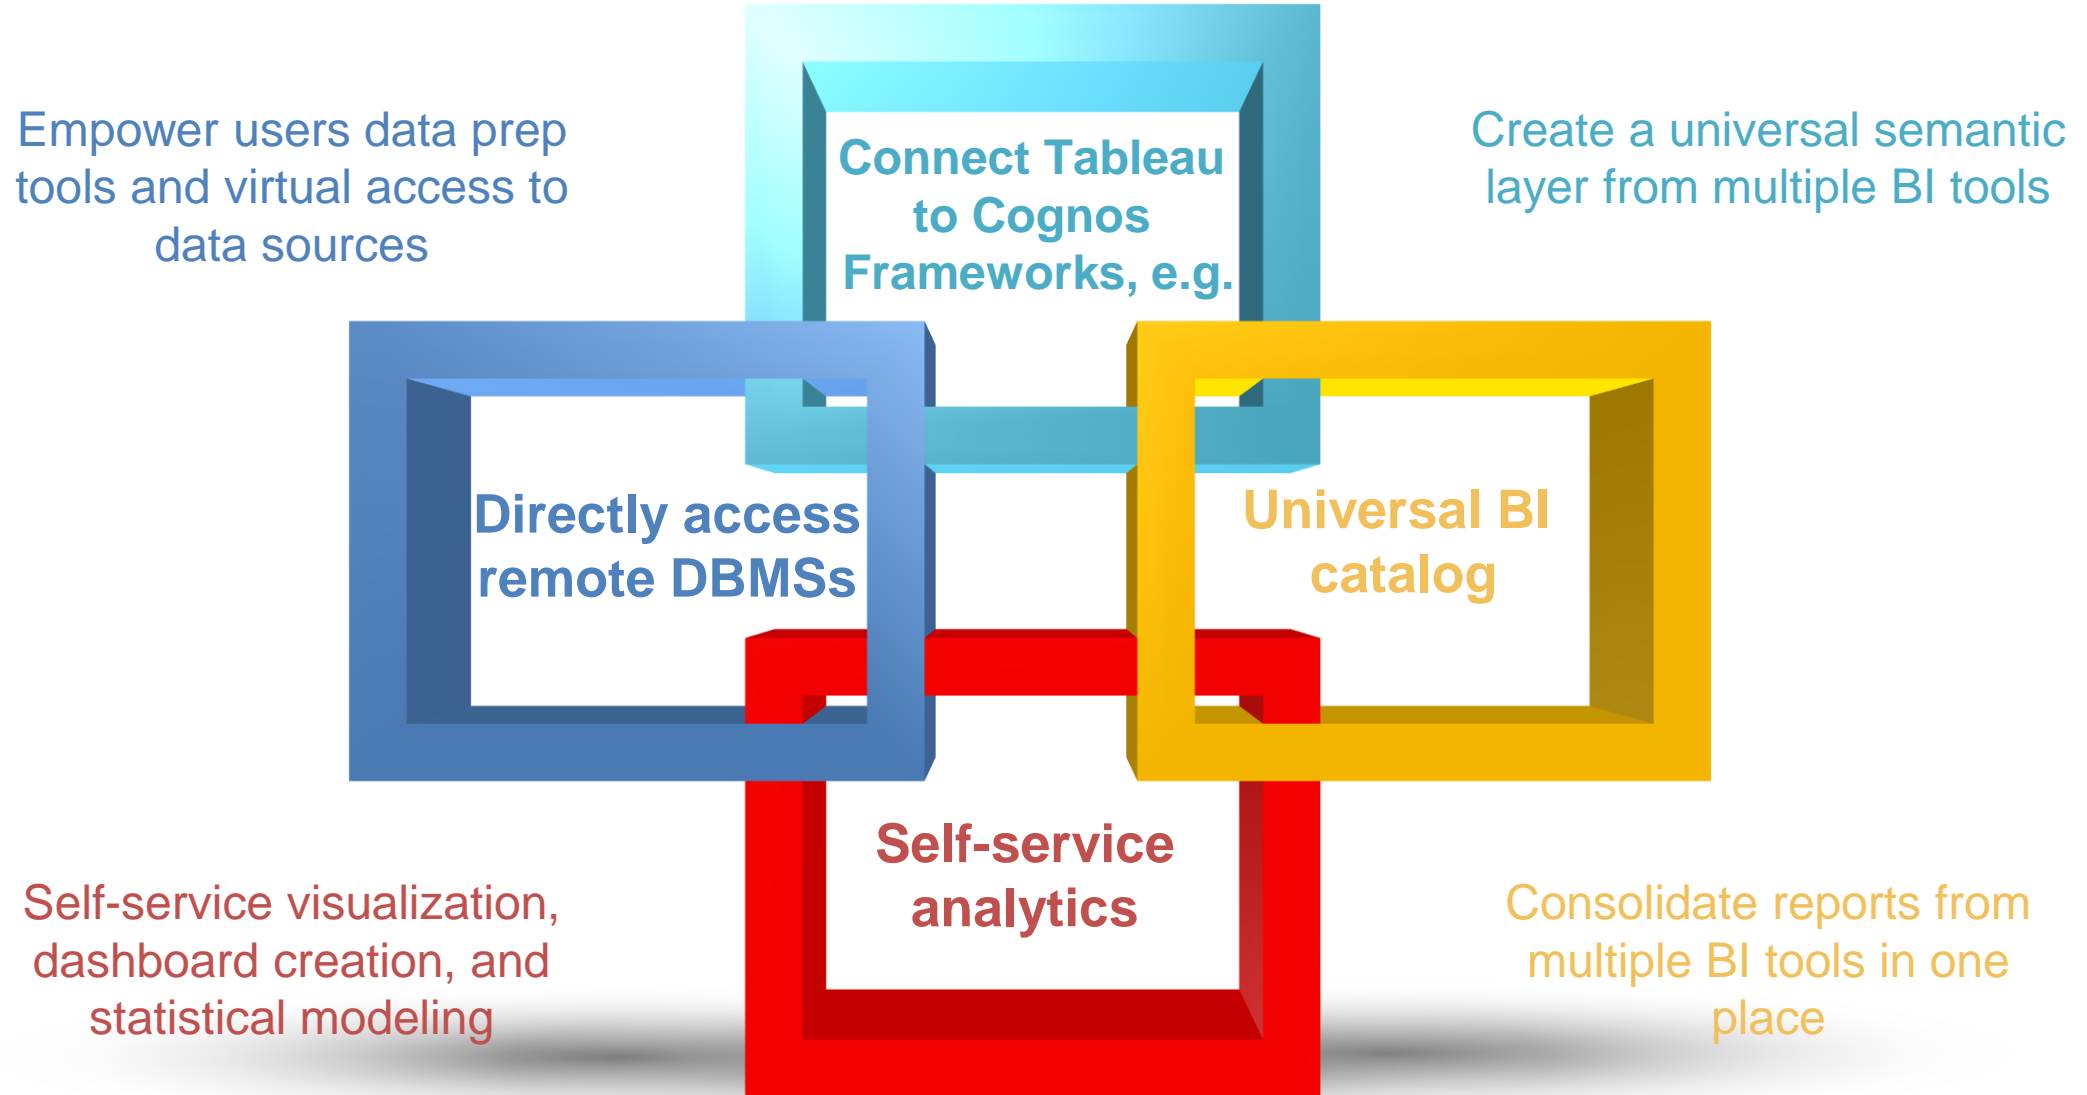 Empower users data prep
tools and virtual access to
data sources
Connect Tableau
to Cognos
Frameworks, e.g.
Create a universal semantic
layer from multiple BI tools
Directly access
remote DBMSs
Universal BI
catalog
Self-service
analytics
Self-service visualization,
dashboard creation, and
statistical modeling
Consolidate reports from
multiple BI tools in one
place